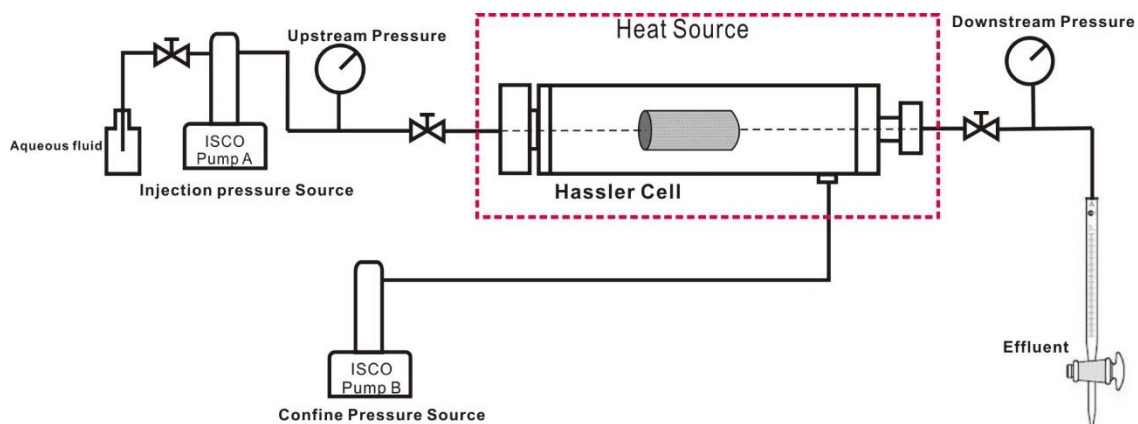 Heat Source
Downstream Pressure
Upstream Pressure
Aqueous fluid
ISCO
Pump A
Injection pressure Source
Hassler Cell
ISCO
Pump B
Confine Pressure Source
Effluent